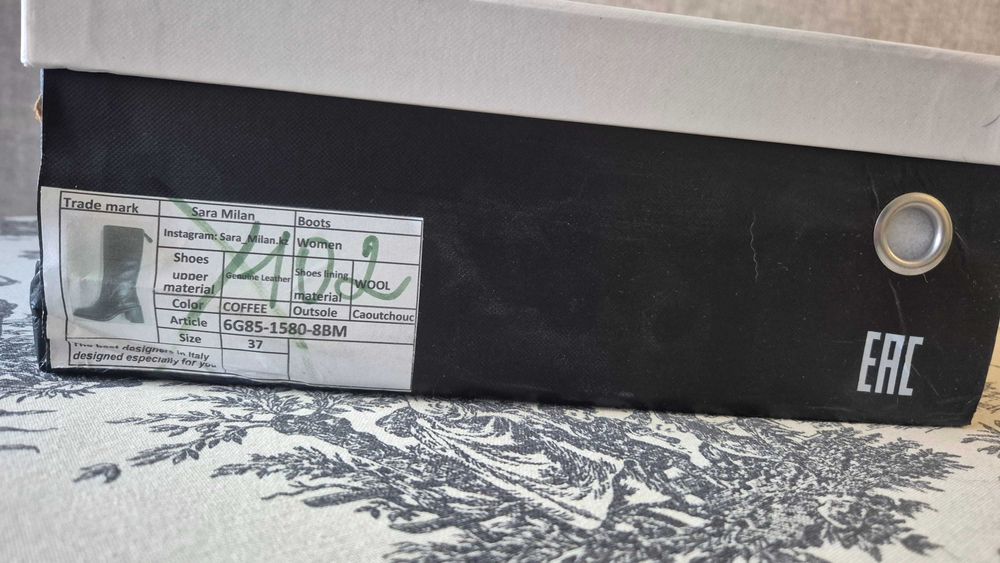 Trade mark Sara Milan Boots
Instagram: Sara_Milan.kz Women
Shoes upper material Genuine Leather Shoes lining material WOOL
Color COFFEE Outsole Caoutchouc
Article 6G85-1580-8BM
Size 37
The best designers in Italy
designed especially for you
102
EAC